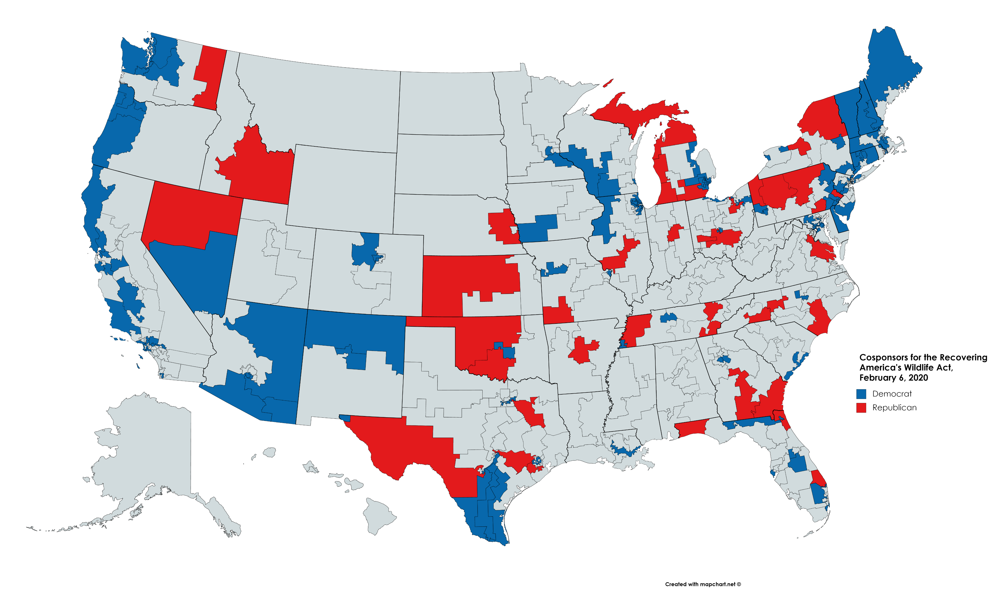 Cosponsors for the Recovering
America's Wildlife Act,
February 6, 2020
Democrat
Republican
Created with mapchart.net ©